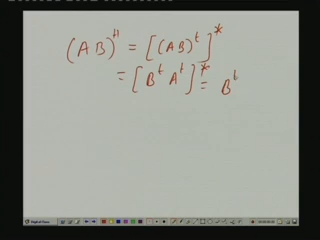 (AB)^H = [(AB)^t]^*
= [B^t A^t]^* = B^t